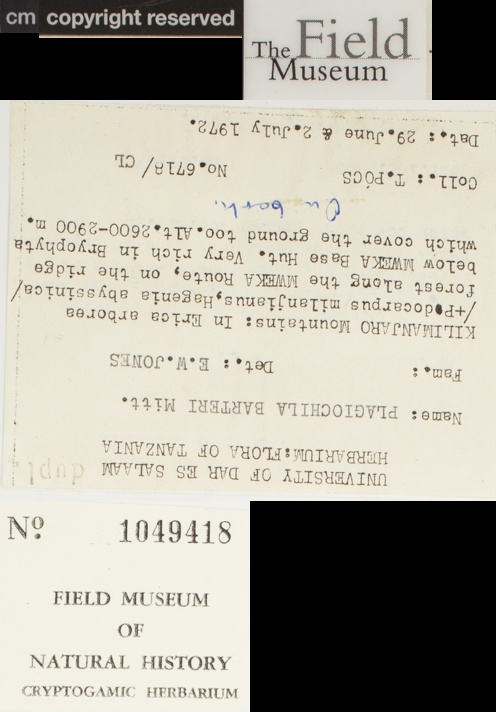 cm copyright reserved
The Field
Museum
UNIVERSITY OF DAR ES SALAAM
HERBARIUM:FLORA OF TANZANIA
Name: PLAGIOCHILA BARTERI Mitt.
Fam.: Det.: E.W.JONES
KILIMANJARO Mountains: In Erica arborea
/+Podocarpus milanjianus,Hagenia abyssinica/
forest along the MWEKA Route, on the ridge
below MWEKA Base Hut. Very rich in Bryophyta
which cover the ground too.Alt.2600-2900 m.
On bark.
Coll.: T.PÓCS No.6718/CL
Dat.: 29.June & 2.July 1972.
No 1049418
FIELD MUSEUM
OF
NATURAL HISTORY
CRYPTOGAMIC HERBARIUM